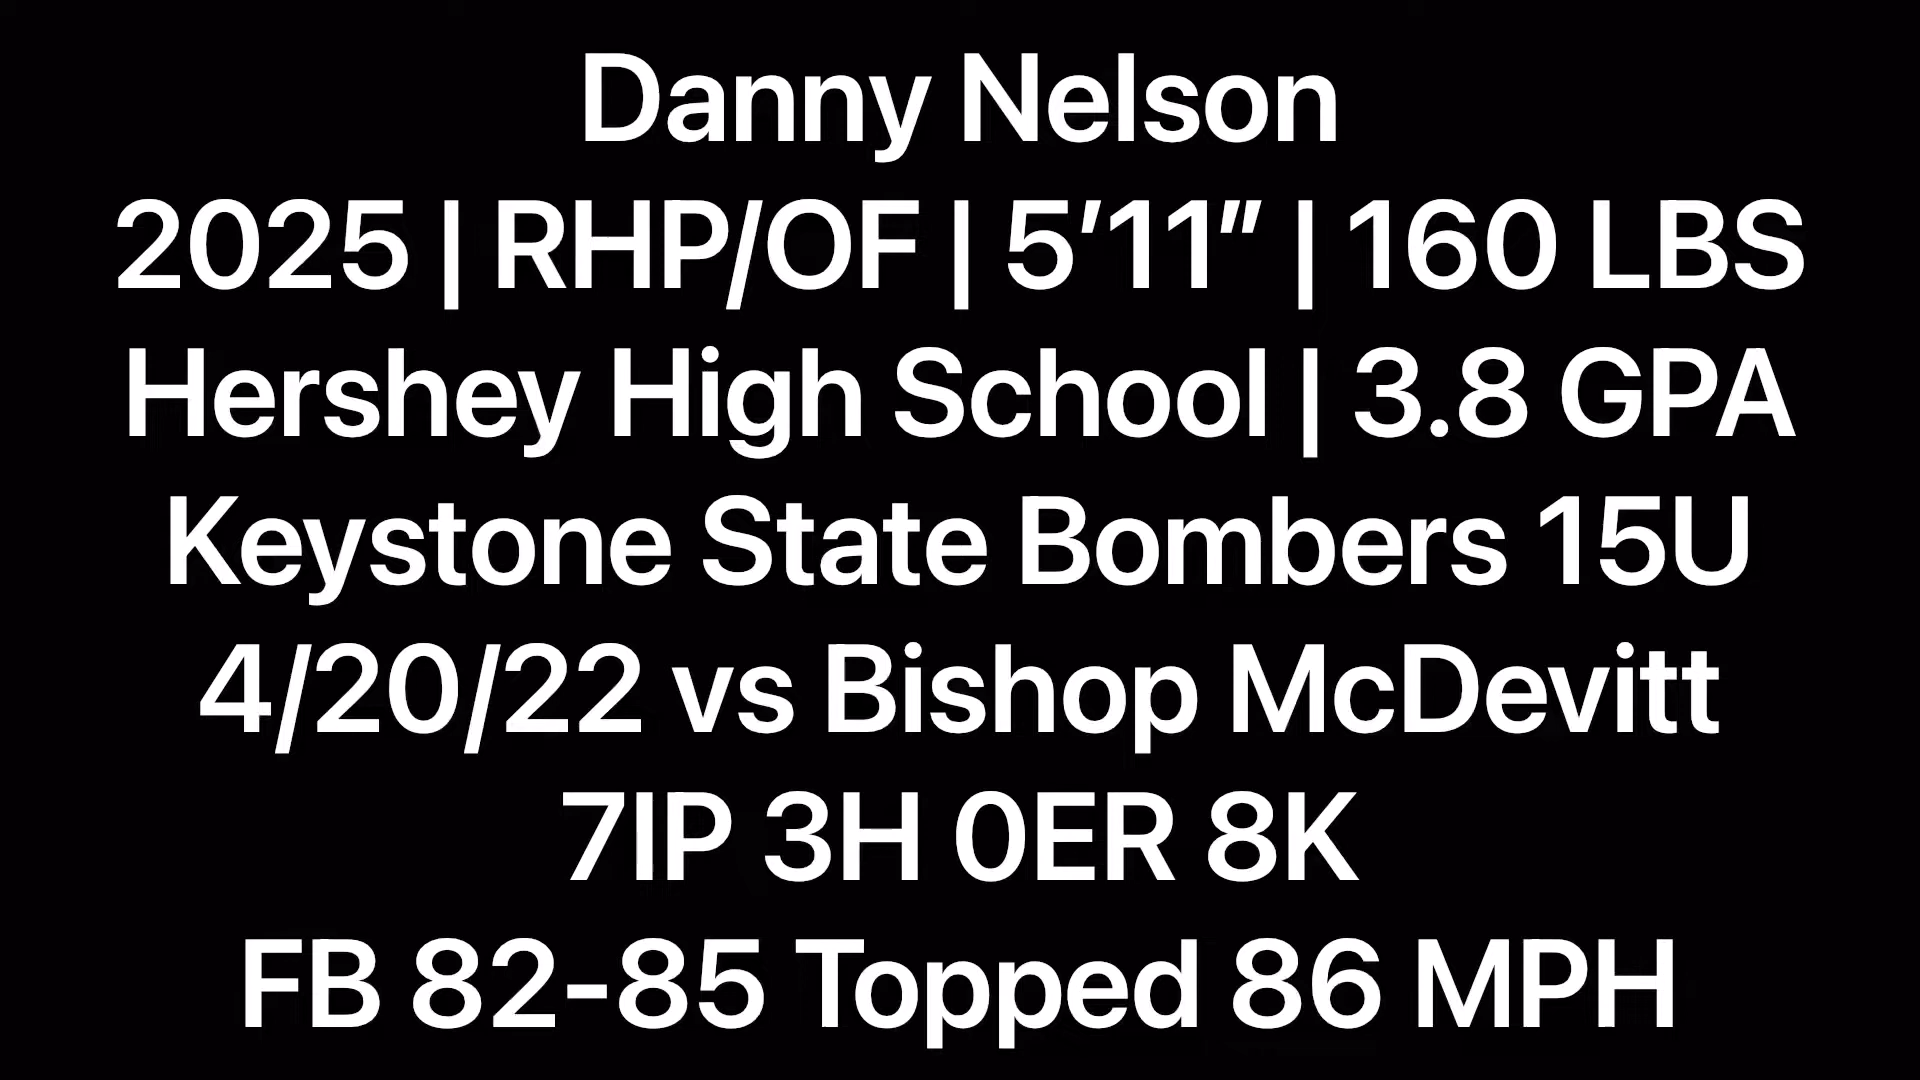 Danny Nelson
2025 | RHP/OF | 5’11” | 160 LBS
Hershey High School | 3.8 GPA
Keystone State Bombers 15U
4/20/22 vs Bishop McDevitt
7IP 3H 0ER 8K
FB 82-85 Topped 86 MPH